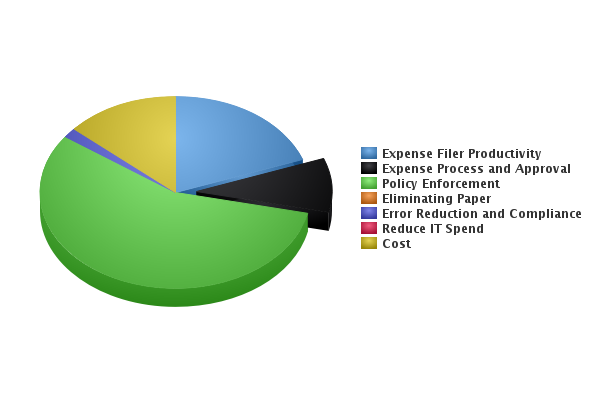 Expense Filer Productivity
Expense Process and Approval
Policy Enforcement
Eliminating Paper
Error Reduction and Compliance
Reduce IT Spend
Cost